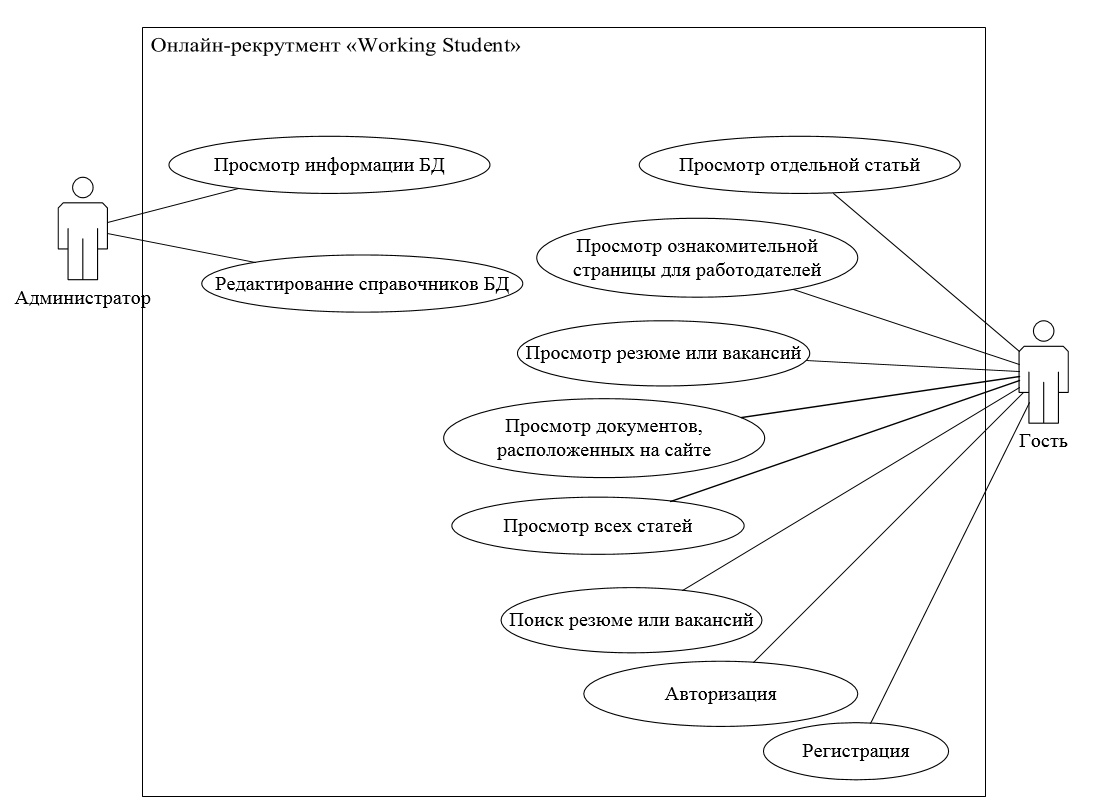 Онлайн-рекрутмент «Working Student»
Просмотр информации БД
Просмотр отдельной статьй
Просмотр ознакомительной
страницы для работодателей
Редактирование справочников БД
Администратор
Просмотр резюме или вакансий
Просмотр документов,
расположенных на сайте
Гость
Просмотр всех статей
Поиск резюме или вакансий
Авторизация
Регистрация